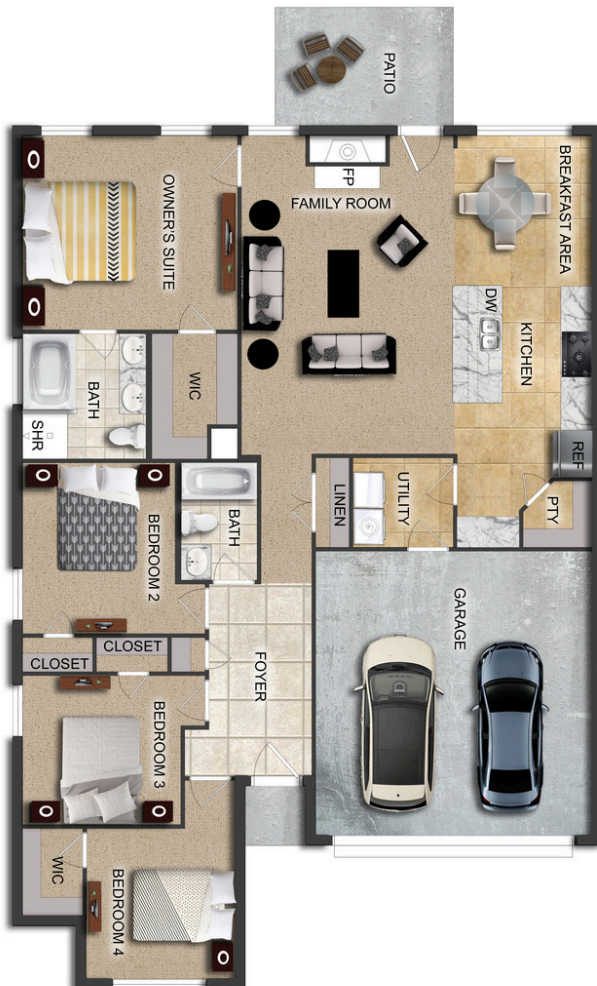 PATIO
FP
FAMILY ROOM
BREAKFAST AREA
OWNER'S SUITE
DW
KITCHEN
BATH
WIC
SHR
REF
LINEN
UTILITY
PTY
BATH
BEDROOM 2
CLOSET
CLOSET
FOYER
GARAGE
BEDROOM 3
WIC
BEDROOM 4